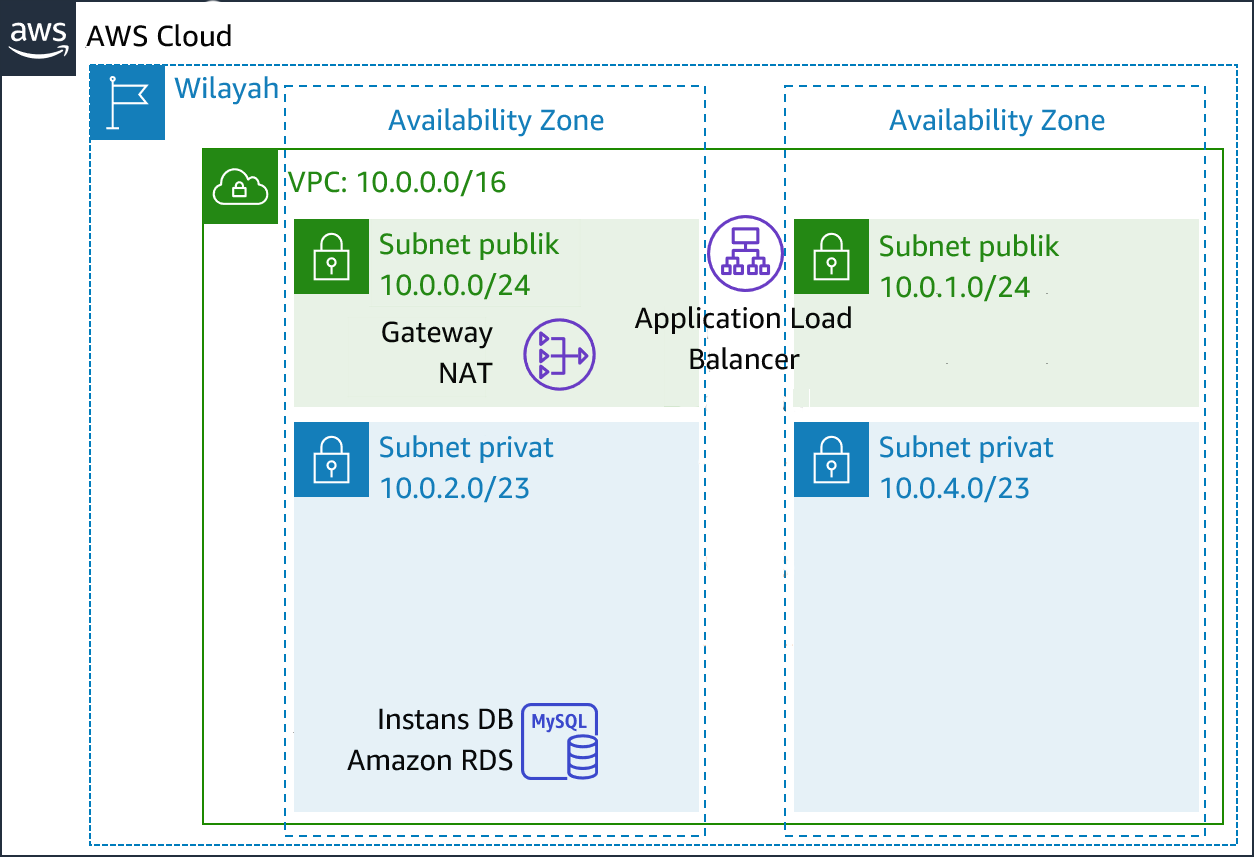 aws
AWS Cloud
Wilayah
Availability Zone
Availability Zone
VPC: 10.0.0.0/16
Subnet publik
10.0.0.0/24
Gateway
NAT
Application Load
Balancer
Subnet publik
10.0.1.0/24
Subnet privat
10.0.2.0/23
Subnet privat
10.0.4.0/23
Instans DB
Amazon RDS
MySQL